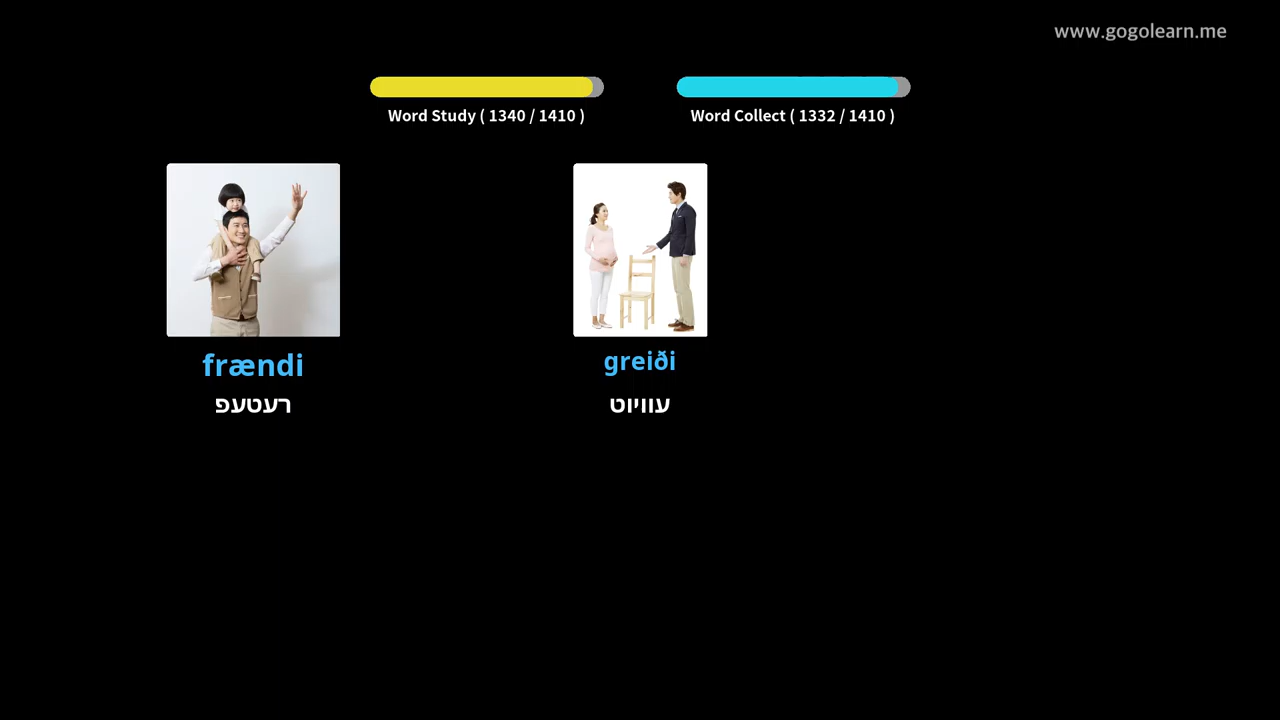 www.gogolearn.me
Word Study ( 1340 / 1410 )
Word Collect ( 1332 / 1410 )
frændi
רעטעפ
greiði
עוויוט